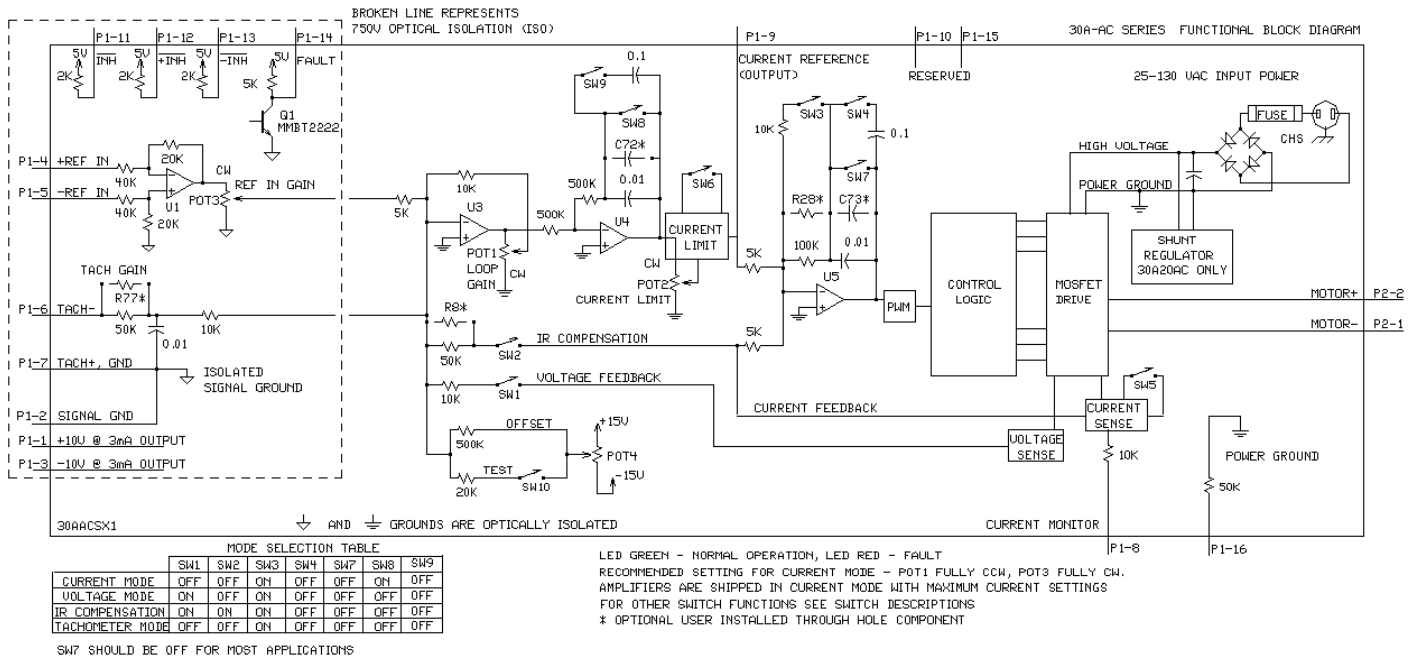 BROKEN LINE REPRESENTS
750V OPTICAL ISOLATION (ISO)
30A-AC SERIES FUNCTIONAL BLOCK DIAGRAM
P1-11
P1-12
P1-13
P1-14
P1-9
P1-10
P1-15
5V
INH
5V
+INH
5V
-INH
5V
FAULT
2K
2K
2K
5K
Q1
MMBT2222
0.1
SW9
SW8
C72*
0.01
500K
CURRENT REFERENCE
(OUTPUT)
RESERVED
25-130 VAC INPUT POWER
FUSE
CHS
10K
SW3
SW4
0.1
SW7
HIGH VOLTAGE
POWER GROUND
P1-4 +REF IN
P1-5 -REF IN
40K
40K
20K
20K
U1
CW
POT3
REF IN GAIN
5K
10K
U3
POT1
LOOP
GAIN
CW
500K
U4
SW6
CURRENT
LIMIT
CW
POT2
CURRENT LIMIT
R28*
C73*
100K
0.01
5K
U5
PWM
CONTROL
LOGIC
MOSFET
DRIVE
SHUNT
REGULATOR
30A20AC ONLY
TACH GAIN
R77*
P1-6 TACH-
50K
10K
0.01
MOTOR+ P2-2
MOTOR- P2-1
R8*
50K
SW2
IR COMPENSATION
5K
P1-7 TACH+, GND
ISOLATED
SIGNAL GROUND
10K
SW1
VOLTAGE FEEDBACK
CURRENT FEEDBACK
SW5
CURRENT
SENSE
P1-2 SIGNAL GND
P1-1 +10V @ 3mA OUTPUT
P1-3 -10V @ 3mA OUTPUT
OFFSET
500K
+15V
POT4
-15V
TEST
20K
SW10
VOLTAGE
SENSE
10K
POWER GROUND
50K
30AACSX1
AND
GROUNDS ARE OPTICALLY ISOLATED
CURRENT MONITOR
P1-8
P1-16
MODE SELECTION TABLE
SW1 SW2 SW3 SW4 SW7 SW8 SW9
CURRENT MODE OFF OFF ON OFF OFF ON OFF
VOLTAGE MODE ON OFF ON OFF OFF OFF OFF
IR COMPENSATION ON ON ON OFF OFF OFF OFF
TACHOMETER MODE OFF OFF ON OFF OFF OFF OFF
SW7 SHOULD BE OFF FOR MOST APPLICATIONS
LED GREEN - NORMAL OPERATION, LED RED - FAULT
RECOMMENDED SETTING FOR CURRENT MODE - POT1 FULLY CCW, POT3 FULLY CW.
AMPLIFIERS ARE SHIPPED IN CURRENT MODE WITH MAXIMUM CURRENT SETTINGS
FOR OTHER SWITCH FUNCTIONS SEE SWITCH DESCRIPTIONS
* OPTIONAL USER INSTALLED THROUGH HOLE COMPONENT